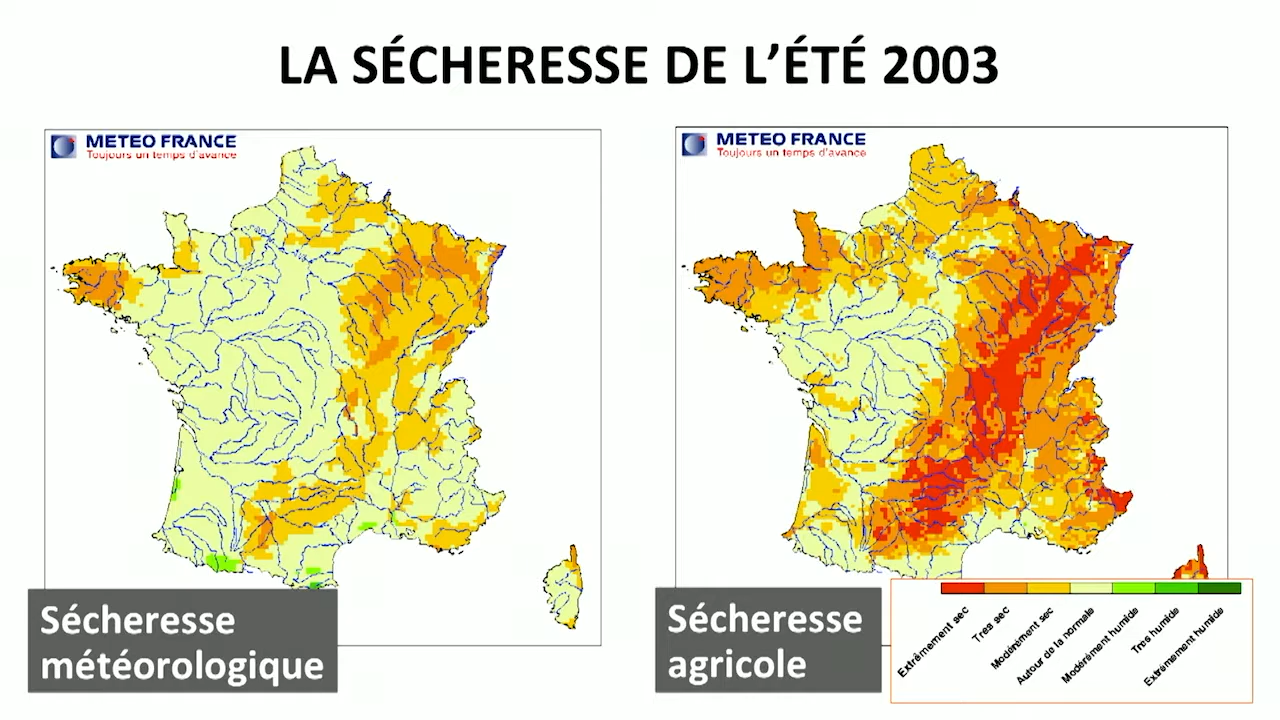 LA SÉCHERESSE DE L’ÉTÉ 2003
METEO FRANCE
Toujours un temps d'avance
METEO FRANCE
Toujours un temps d'avance
Sécheresse
météorologique
Sécheresse
agricole
Extrêmement sec
Tres sec
Modérément sec
Autour de la normale
Modérément humide
Tres humide
Extrêmement humide